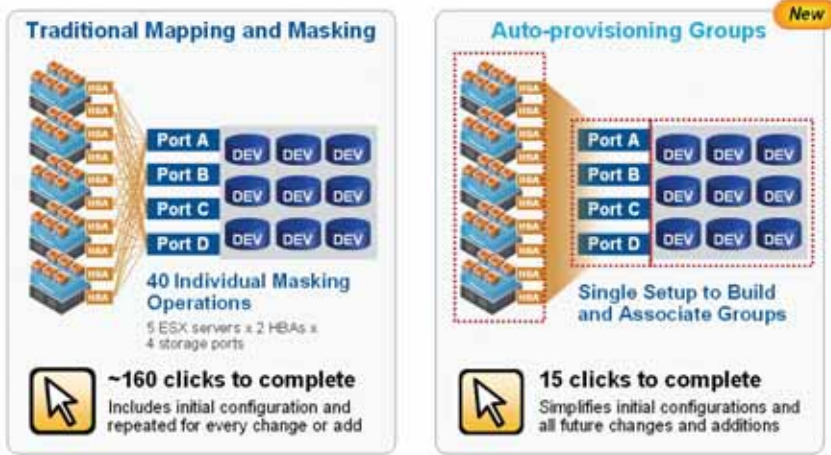 Traditional Mapping and Masking
HBA
HBA
HBA
HBA
HBA
HBA
HBA
HBA
HBA
HBA
Port A
Port B
Port C
Port D
DEV DEV DEV
DEV DEV DEV
DEV DEV DEV
40 Individual Masking
Operations
5 ESX servers x 2 HBAs x
4 storage ports
~160 clicks to complete
Includes initial configuration and
repeated for every change or add
New
Auto-provisioning Groups
HBA
HBA
HBA
HBA
HBA
HBA
HBA
HBA
HBA
HBA
Port A
Port B
Port C
Port D
DEV DEV DEV
DEV DEV DEV
DEV DEV DEV
Single Setup to Build
and Associate Groups
15 clicks to complete
Simplifies initial configurations and
all future changes and additions